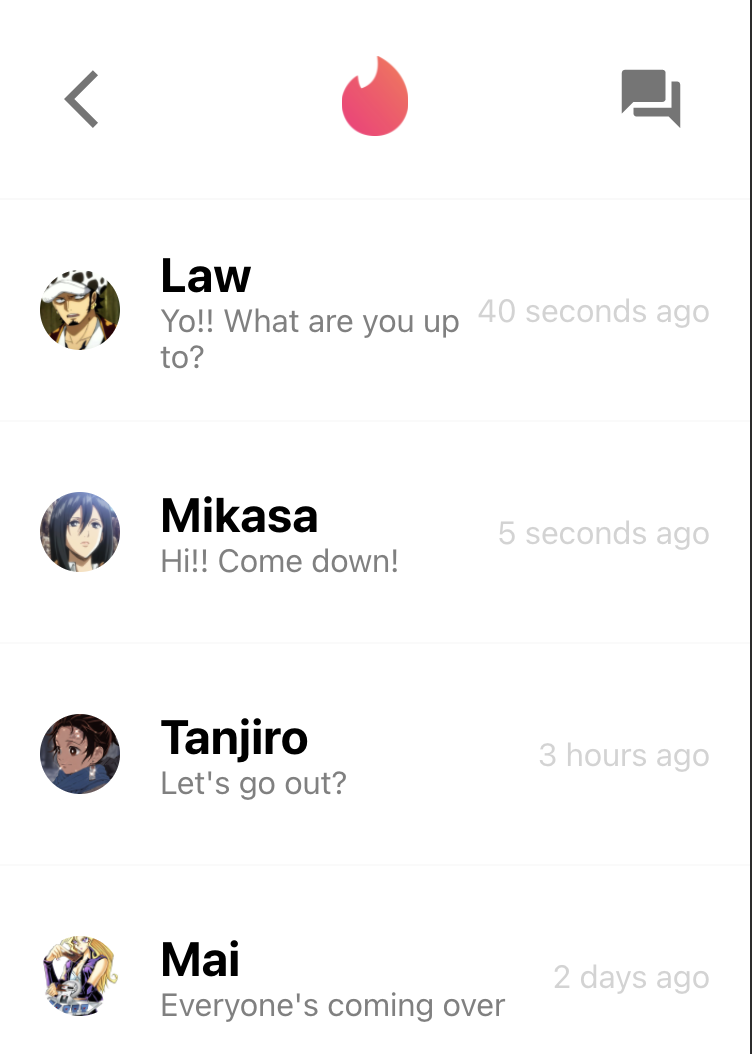 Law
Yo!! What are you up
to?
40 seconds ago
Mikasa
Hi!! Come down!
5 seconds ago
Tanjiro
Let's go out?
3 hours ago
Mai
Everyone's coming over
2 days ago